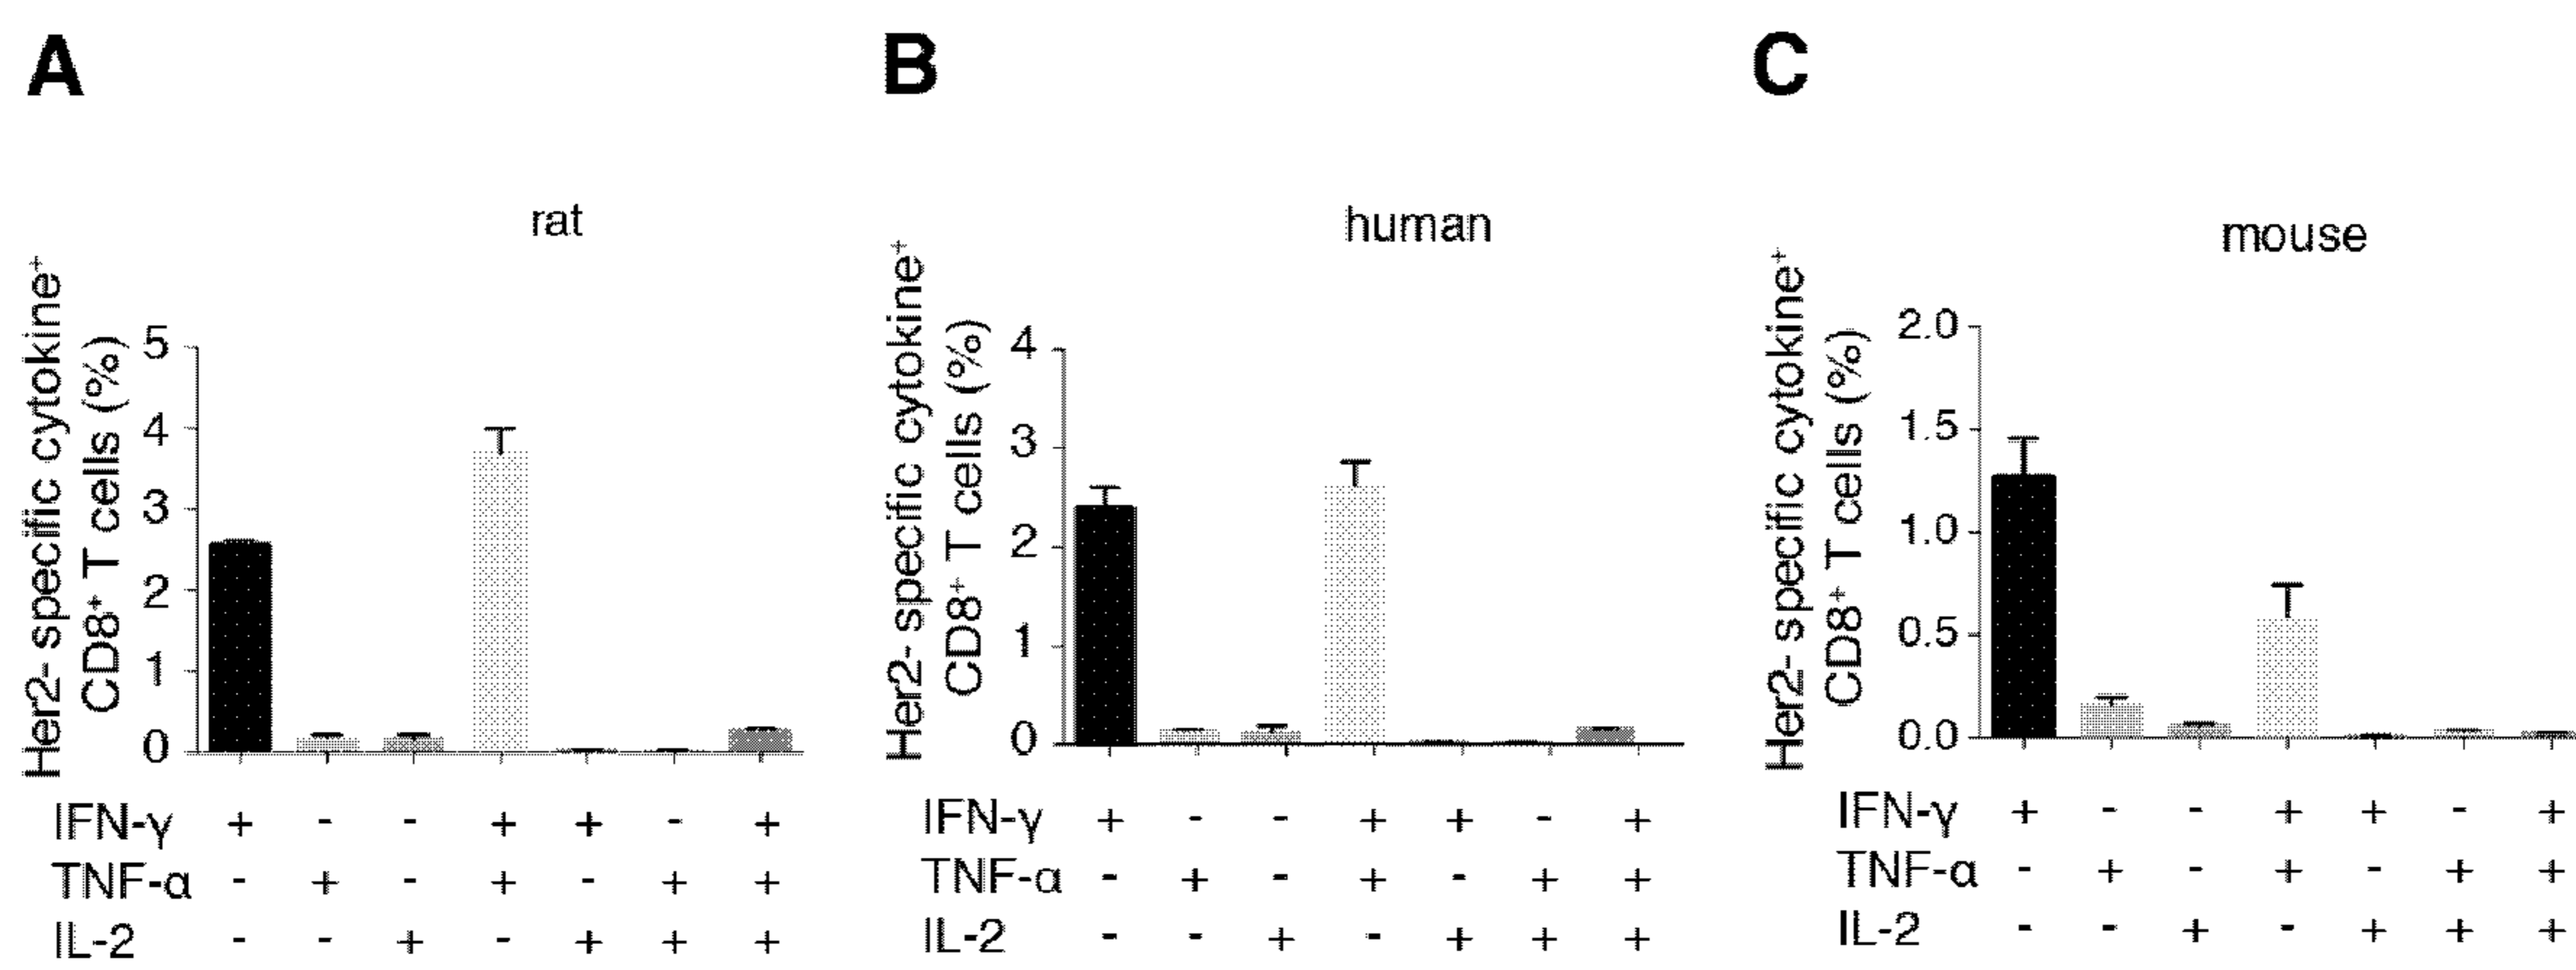 A
rat
Her2- specific cytokine⁺
CD8⁺ T cells (%)
5
4
3
2
1
0
IFN-γ + - - + + - +
TNF-α - + - + - + +
IL-2 - - + - + + +
B
human
Her2- specific cytokine⁺
CD8⁺ T cells (%)
4
3
2
1
0
IFN-γ + - - + + - +
TNF-α - + - + - + +
IL-2 - - + - + + +
C
mouse
Her2- specific cytokine⁺
CD8⁺ T cells (%)
2.0
1.5
1.0
0.5
0.0
IFN-γ + - - + + - +
TNF-α - + - + - + +
IL-2 - - + - + + +